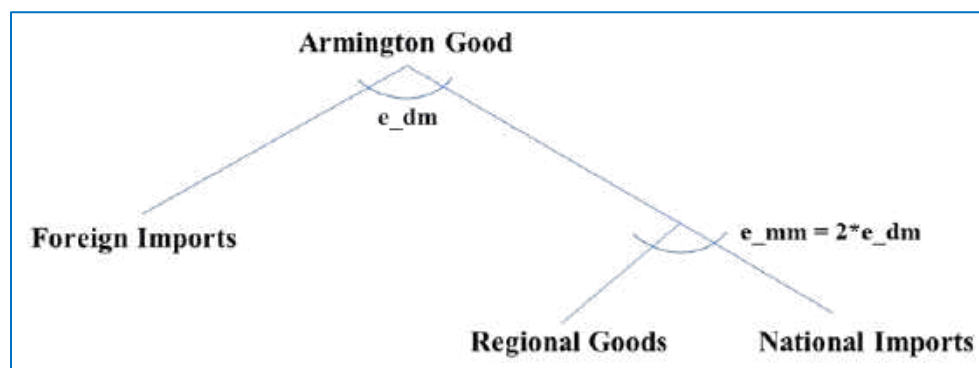 Armington Good
e_dm
Foreign Imports
e_mm = 2*e_dm
Regional Goods
National Imports